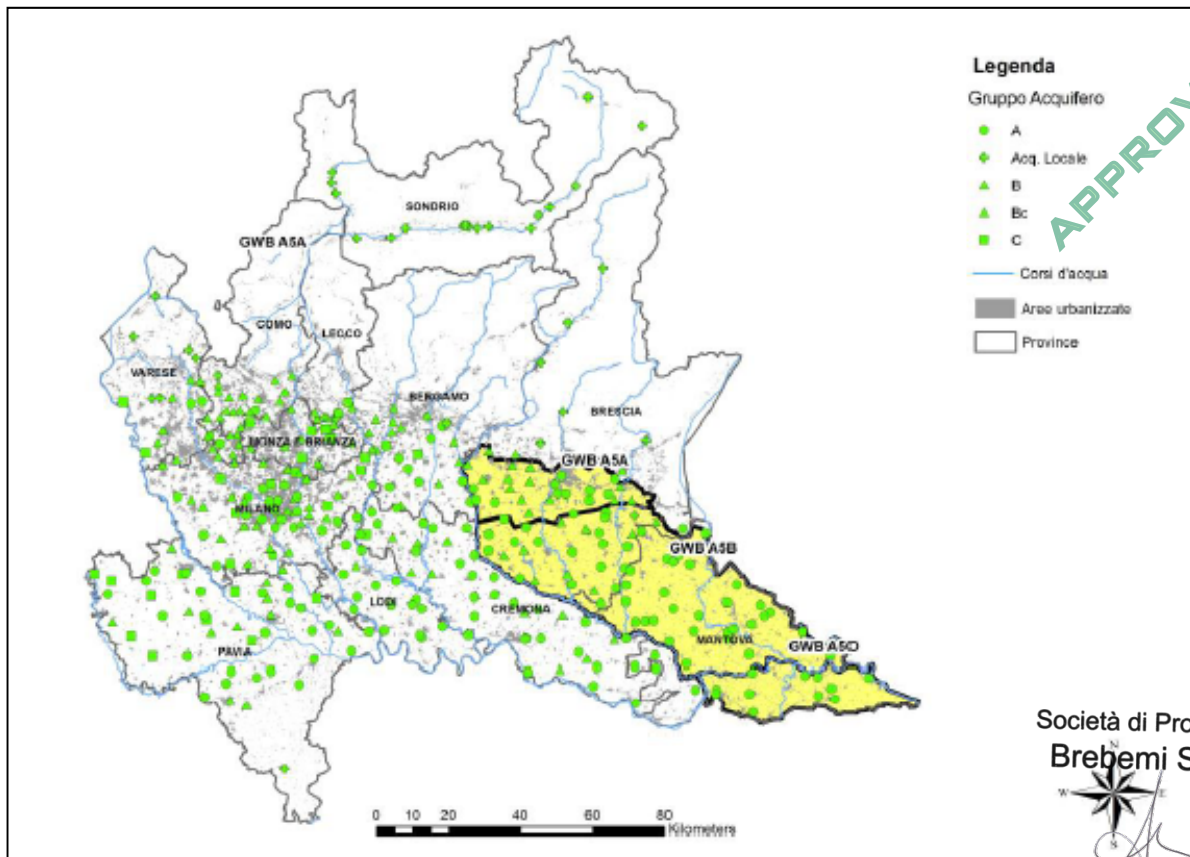 Legenda
Gruppo Acquifero
A
Acq. Locale
B
Bc
C
Corsi d'acqua
Aree urbanizzate
Province
APPROV
SONDRIO
GWB A5A
COMO
LECCO
VARESE
BERGAMO
BRESCIA
MONZA E BRIANZA
GWB A5A
MILANO
GWB A5B
LODI
CREMONA
MANTOVA
PAVIA
Società di Pro
Brebemi S
N
W
E
S
0 10 20 40 60 80
Kilometers